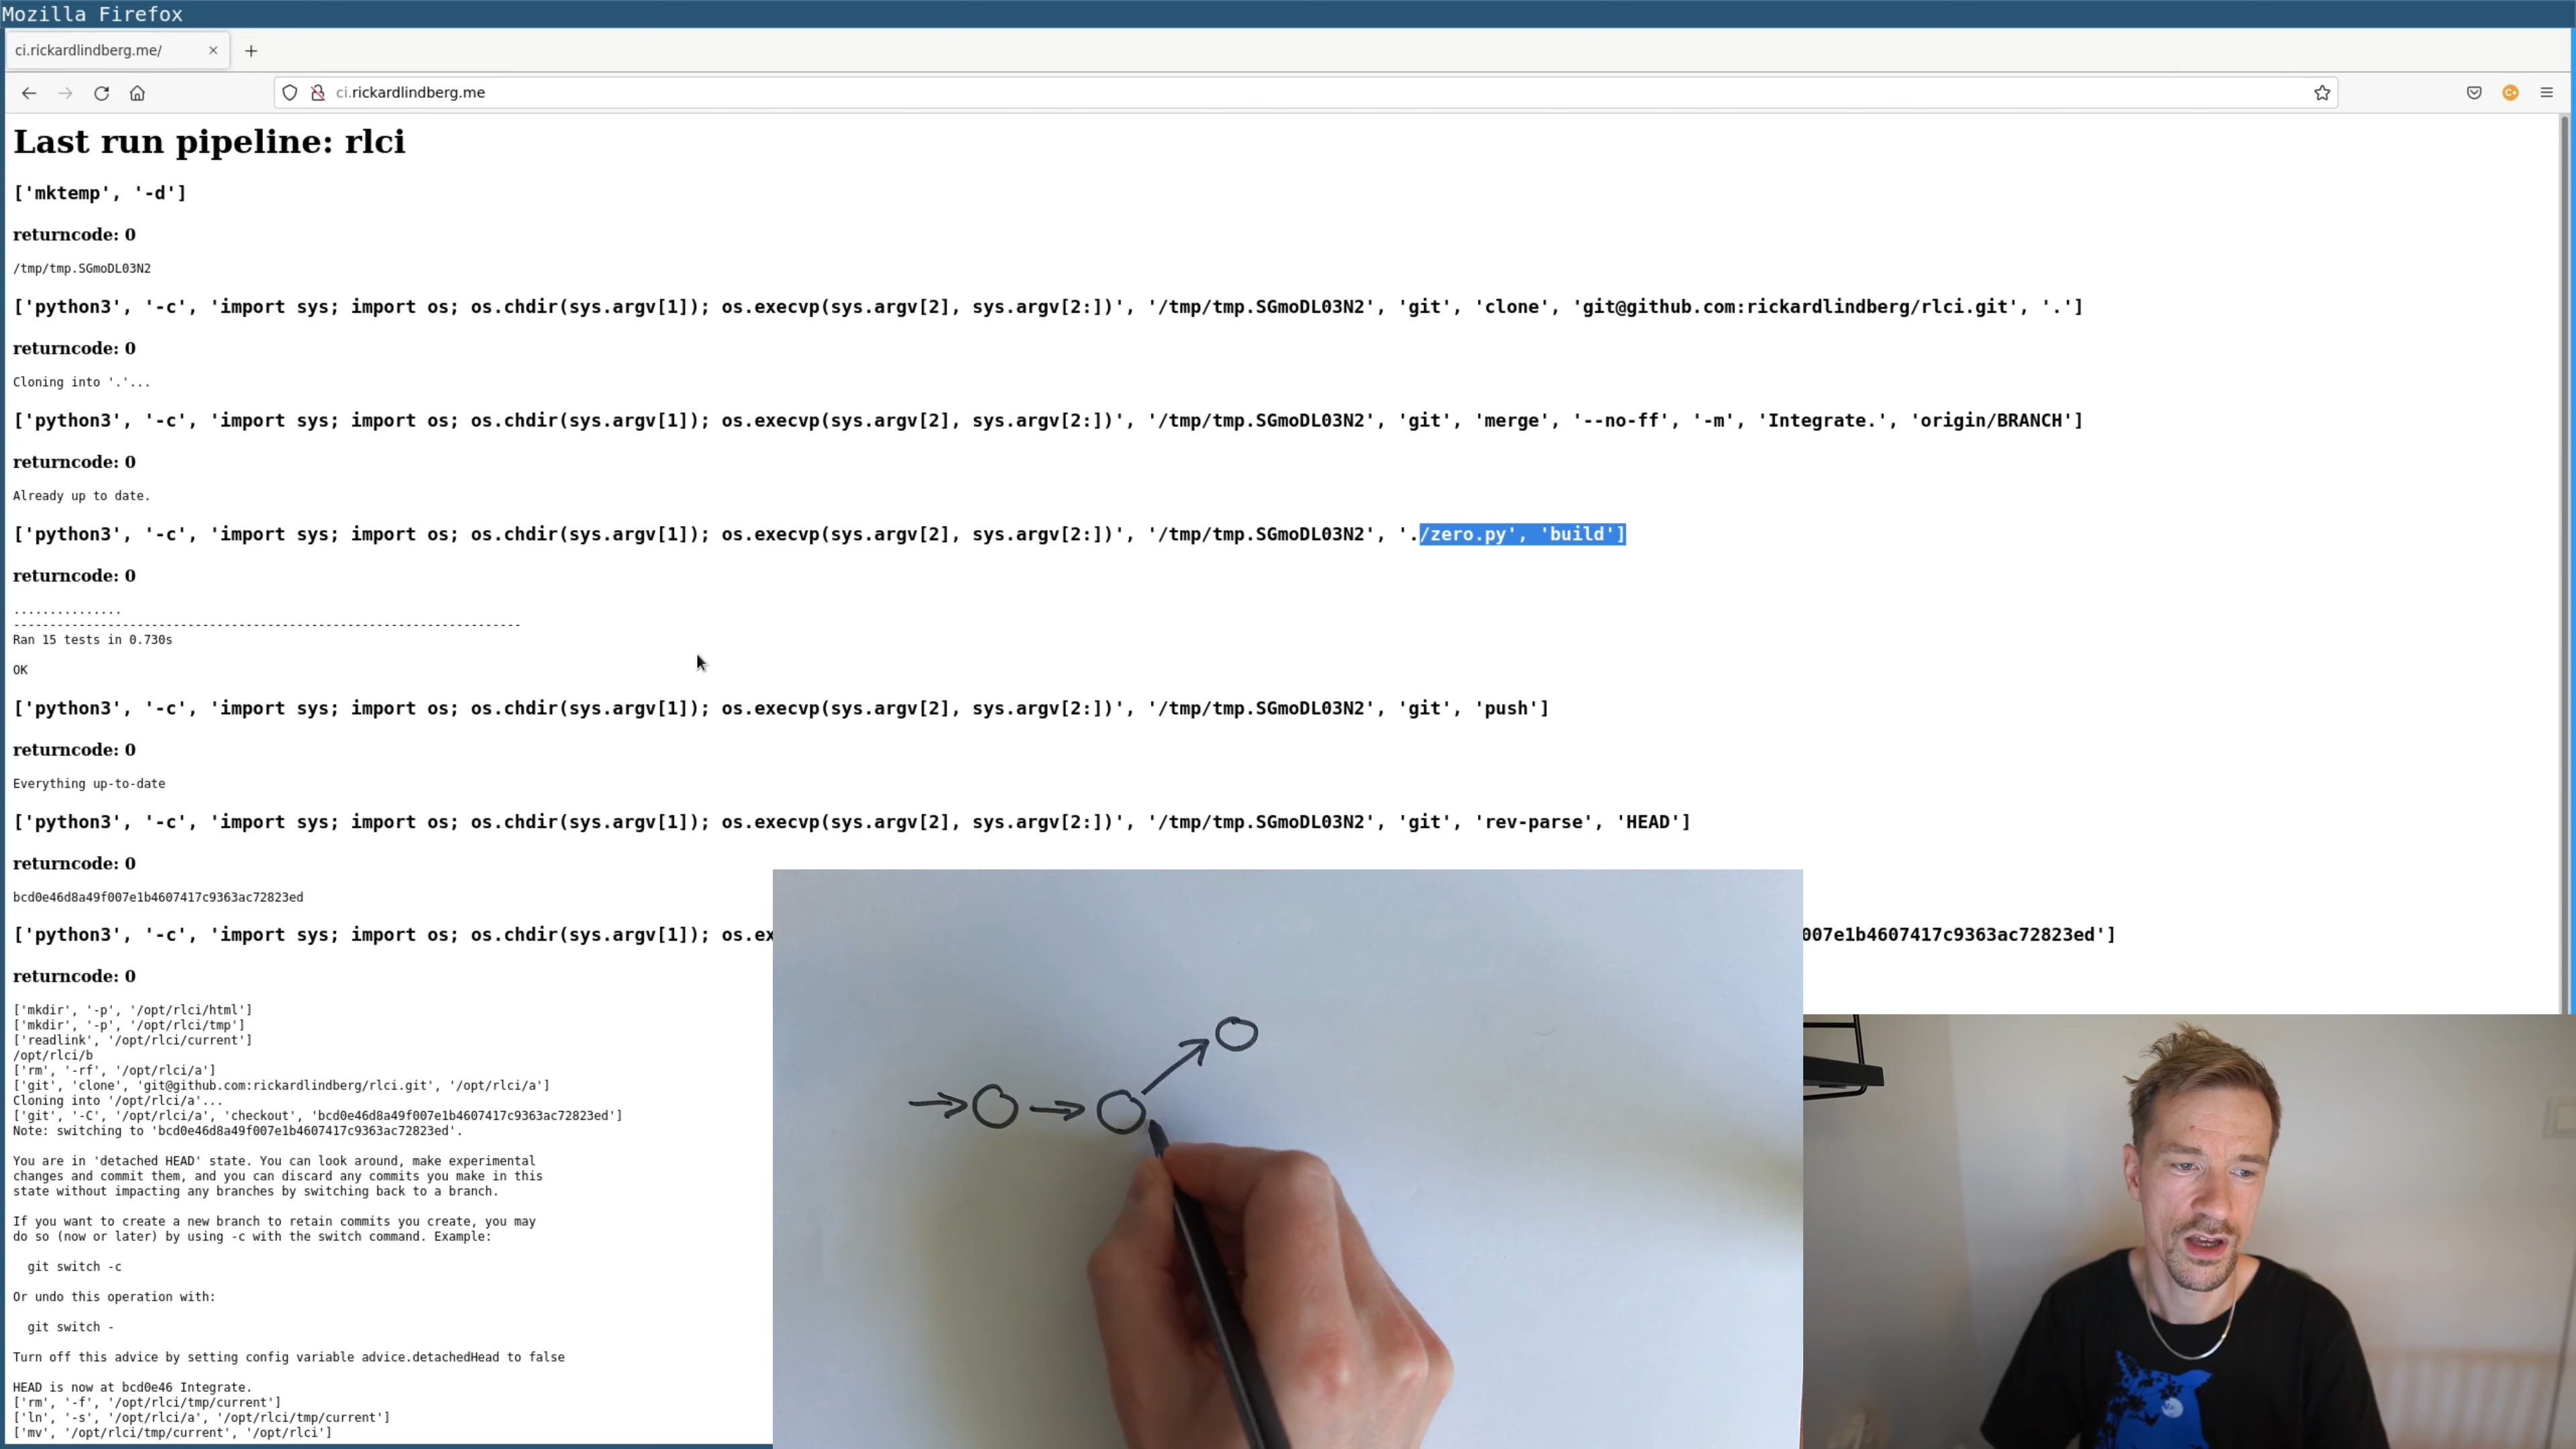 Mozilla Firefox
ci.rickardlindberg.me/
ci.rickardlindberg.me
Last run pipeline: rlci
['mktemp', '-d']
returncode: 0
/tmp/tmp.SGmoDL03N2
['python3', '-c', 'import sys; import os; os.chdir(sys.argv[1]); os.execvp(sys.argv[2], sys.argv[2:])', '/tmp/tmp.SGmoDL03N2', 'git', 'clone', 'git@github.com:rickardlindberg/rlci.git', '.']
returncode: 0
Cloning into '.'...
['python3', '-c', 'import sys; import os; os.chdir(sys.argv[1]); os.execvp(sys.argv[2], sys.argv[2:])', '/tmp/tmp.SGmoDL03N2', 'git', 'merge', '--no-ff', '-m', 'Integrate.', 'origin/BRANCH']
returncode: 0
Already up to date.
['python3', '-c', 'import sys; import os; os.chdir(sys.argv[1]); os.execvp(sys.argv[2], sys.argv[2:])', '/tmp/tmp.SGmoDL03N2', './zero.py', 'build']
returncode: 0
...............
----------------------------------------------------------------------
Ran 15 tests in 0.730s
OK
['python3', '-c', 'import sys; import os; os.chdir(sys.argv[1]); os.execvp(sys.argv[2], sys.argv[2:])', '/tmp/tmp.SGmoDL03N2', 'git', 'push']
returncode: 0
Everything up-to-date
['python3', '-c', 'import sys; import os; os.chdir(sys.argv[1]); os.execvp(sys.argv[2], sys.argv[2:])', '/tmp/tmp.SGmoDL03N2', 'git', 'rev-parse', 'HEAD']
returncode: 0
bcd0e46d8a49f007e1b4607417c9363ac72823ed
['python3', '-c', 'import sys; import os; os.chdir(sys.argv[1]); os.ex 007e1b4607417c9363ac72823ed']
returncode: 0
['mkdir', '-p', '/opt/rlci/html']
['mkdir', '-p', '/opt/rlci/tmp']
['readlink', '/opt/rlci/current']
/opt/rlci/b
['rm', '-rf', '/opt/rlci/a']
['git', 'clone', 'git@github.com:rickardlindberg/rlci.git', '/opt/rlci/a']
Cloning into '/opt/rlci/a'...
['git', '-C', '/opt/rlci/a', 'checkout', 'bcd0e46d8a49f007e1b4607417c9363ac72823ed']
Note: switching to 'bcd0e46d8a49f007e1b4607417c9363ac72823ed'.
You are in 'detached HEAD' state. You can look around, make experimental
changes and commit them, and you can discard any commits you make in this
state without impacting any branches by switching back to a branch.
If you want to create a new branch to retain commits you create, you may
do so (now or later) by using -c with the switch command. Example:
git switch -c
Or undo this operation with:
git switch -
Turn off this advice by setting config variable advice.detachedHead to false
HEAD is now at bcd0e46 Integrate.
['rm', '-f', '/opt/rlci/tmp/current']
['ln', '-s', '/opt/rlci/a', '/opt/rlci/tmp/current']
['mv', '/opt/rlci/tmp/current', '/opt/rlci']